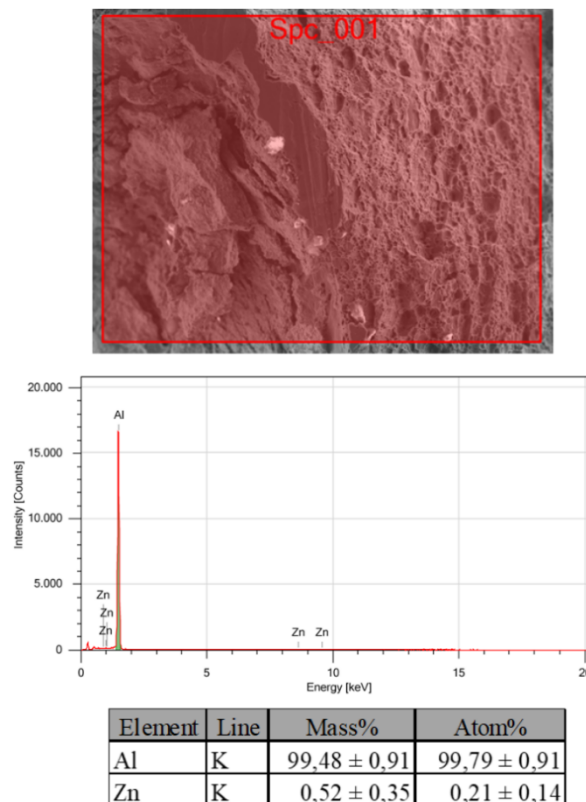 Spc_001
20.000
15.000
10.000
5.000
0
Intensity [Counts]
Al
Zn
Zn
Zn
Zn Zn
0 5 10 15 20
Energy [keV]
Element Line Mass% Atom%
Al K 99,48 ± 0,91 99,79 ± 0,91
Zn K 0,52 ± 0,35 0,21 ± 0,14